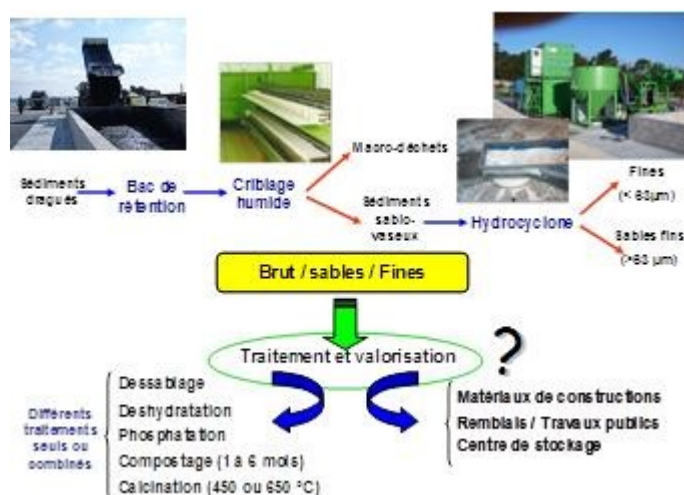 Macro-déchets
Sédiments
dragués
Bac de
rétention
Criblage
humide
Sédiments
sablo-
vaseux
Hydrocyclone
Fines
(< 63µm)
Sables fins
(>63 µm)
Brut / sables / Fines
Traitement et valorisation
?
Différents
traitements
seuls ou
combinés
Dessablage
Deshydratation
Phosphatation
Compostage (1 à 6 mois)
Calcination (450 ou 650 °C)
Matériaux de constructions
Remblais / Travaux publics
Centre de stockage